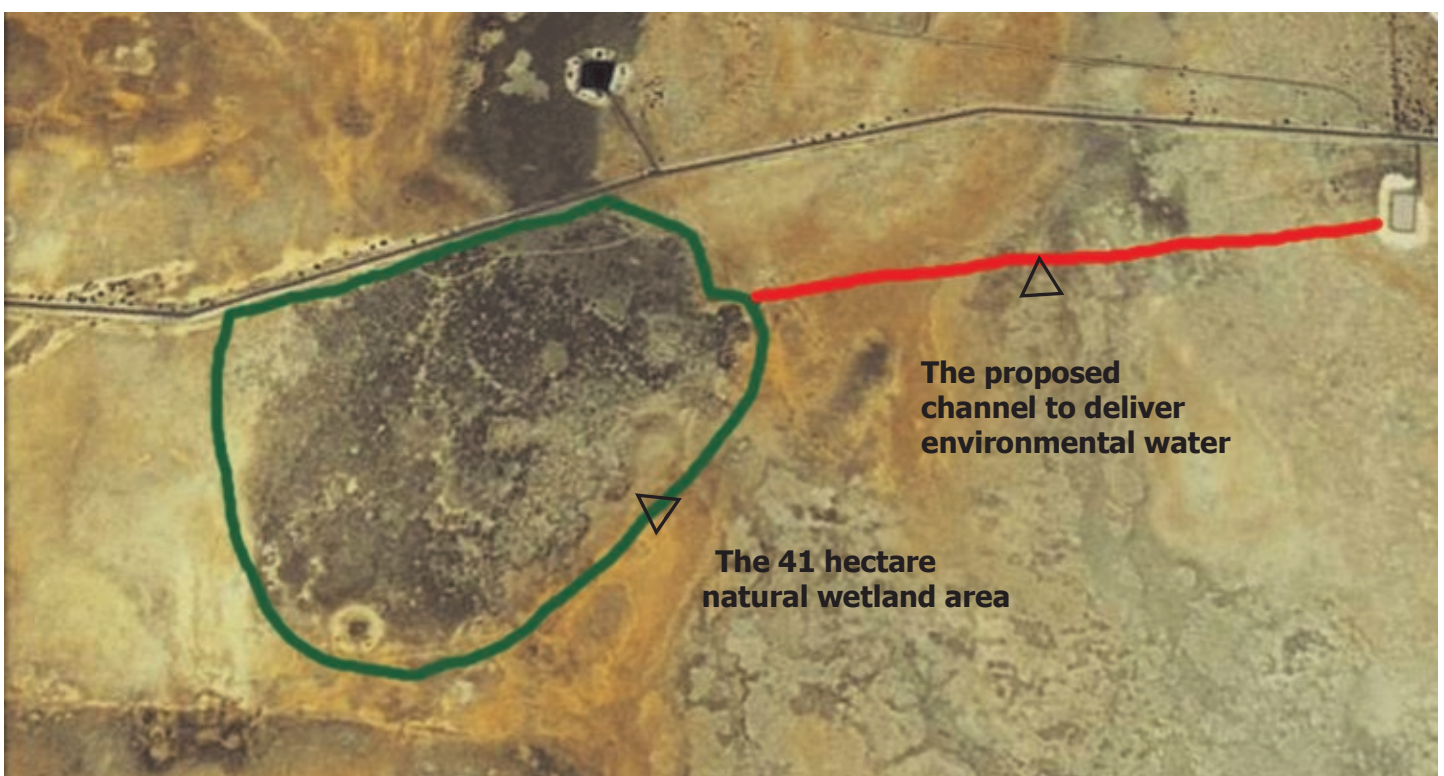 The proposed
channel to deliver
environmental water
The 41 hectare
natural wetland area